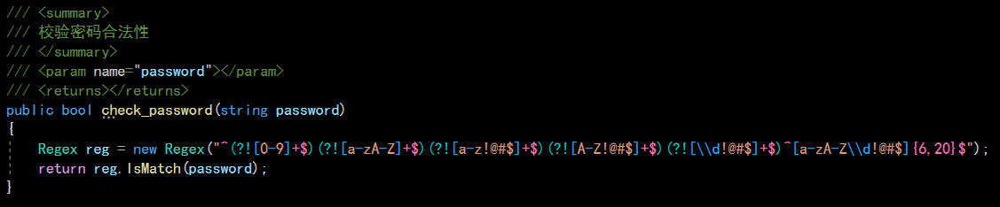 /// <summary>
/// 校验密码合法性
/// </summary>
/// <param name="password"></param>
/// <returns></returns>
public bool check_password(string password)
{
Regex reg = new Regex("^(?![0-9]+$)(?![a-zA-Z]+$)(?![a-z!@#$]+$)(?![A-Z!@#$]+$)(?![\\d!@#$]+$)^[a-zA-Z\\d!@#$]{6,20}$");
return reg.IsMatch(password);
}